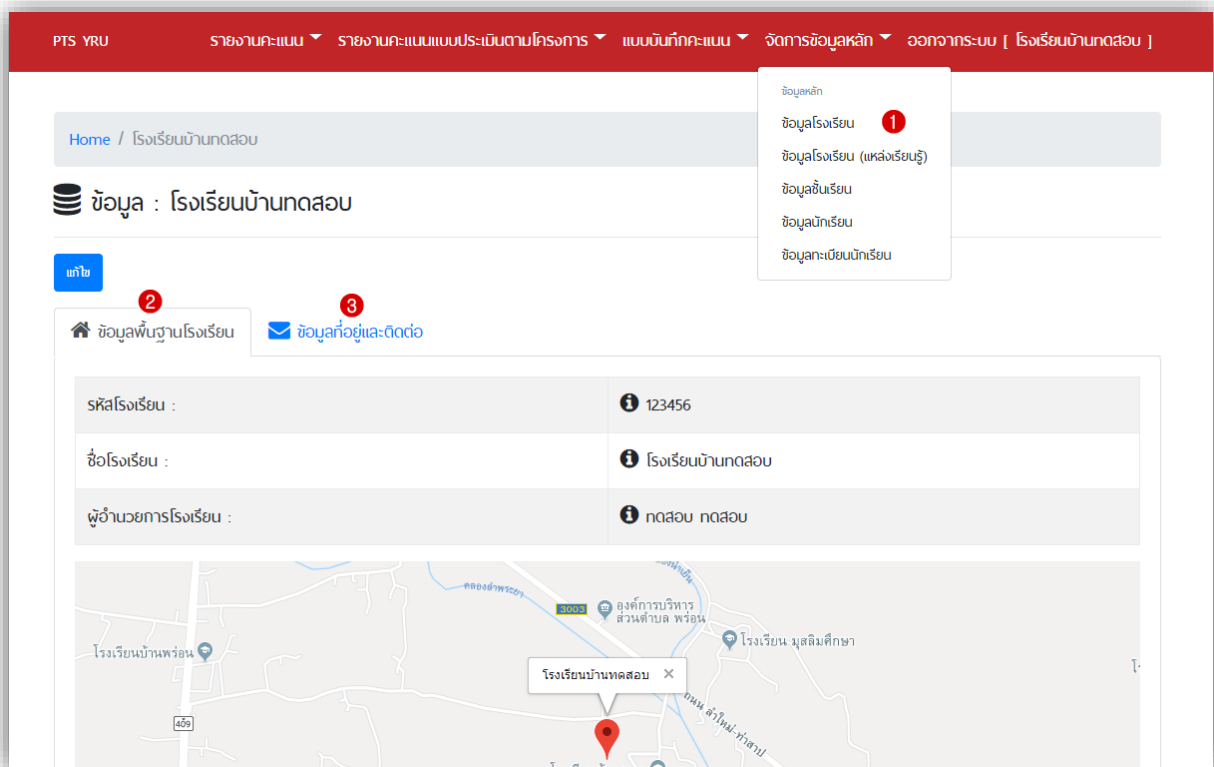 PTS YRU รายงานคะแนน รายงานคะแนนแบบประเมินตามโครงการ แบบบันทึกคะแนน จัดการข้อมูลหลัก ออกจากระบบ [ โรงเรียนบ้านทดสอบ ]
ข้อมูลหลัก
ข้อมูลโรงเรียน 1
ข้อมูลโรงเรียน (แหล่งเรียนรู้)
ข้อมูลชั้นเรียน
ข้อมูลนักเรียน
ข้อมูลทะเบียนนักเรียน
Home / โรงเรียนบ้านทดสอบ
ข้อมูล : โรงเรียนบ้านทดสอบ
แก้ไข
2 3
ข้อมูลพื้นฐานโรงเรียน ข้อมูลที่อยู่และติดต่อ
รหัสโรงเรียน : 123456
ชื่อโรงเรียน : โรงเรียนบ้านทดสอบ
ผู้อำนวยการโรงเรียน : ทดสอบ ทดสอบ
คลองลำพระยา
3003 องค์การบริหาร
ส่วนตำบล พร่อน
โรงเรียน มุสลิมศึกษา
โรงเรียนบ้านพร่อน
โรงเรียนบ้านทดสอบ
ถนน ลำใหม่-ท่าสาป
409